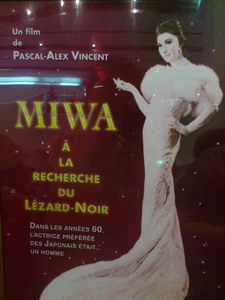 Un film
de
Pascal-Alex Vincent
MIWA
À
LA
RECHERCHE
DU
LÉZARD-NOIR
Dans les années 60,
l'actrice préférée
des Japonais était...
un homme